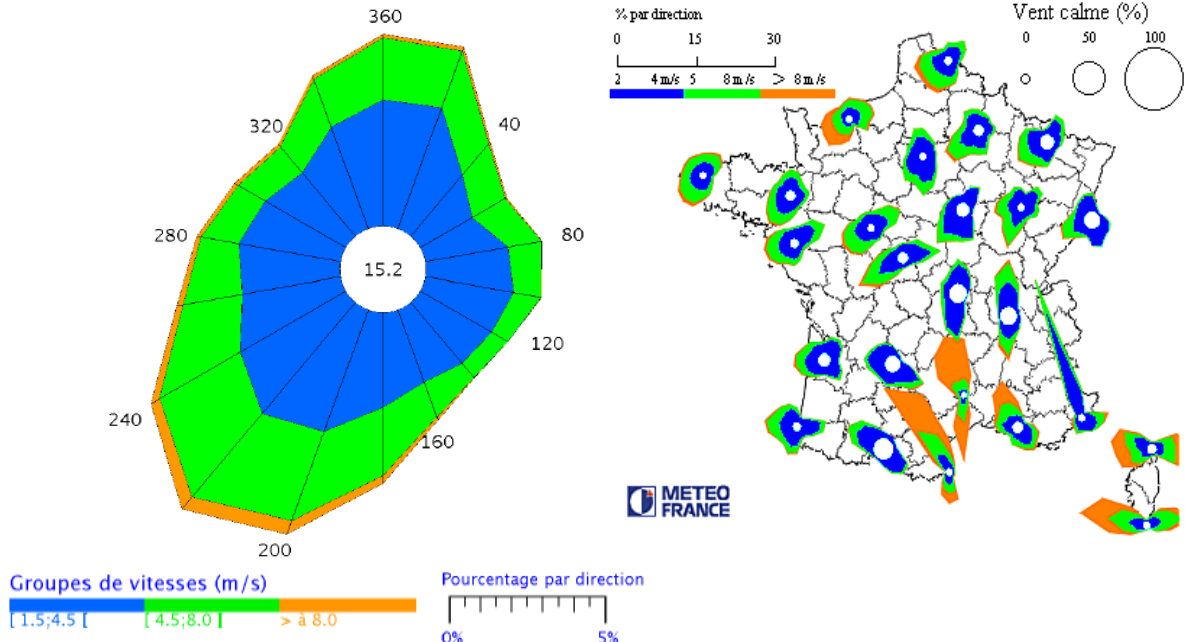 360
320
40
280
80
15.2
120
240
160
200
Groupes de vitesses (m/s)
[ 1.5;4.5 [
[ 4.5;8.0 ]
> à 8.0
Pourcentage par direction
0%
5%
% par direction
0 15 30
2 4 m/s 5 8 m/s > 8 m/s
Vent calme (%)
0 50 100
METEO
FRANCE